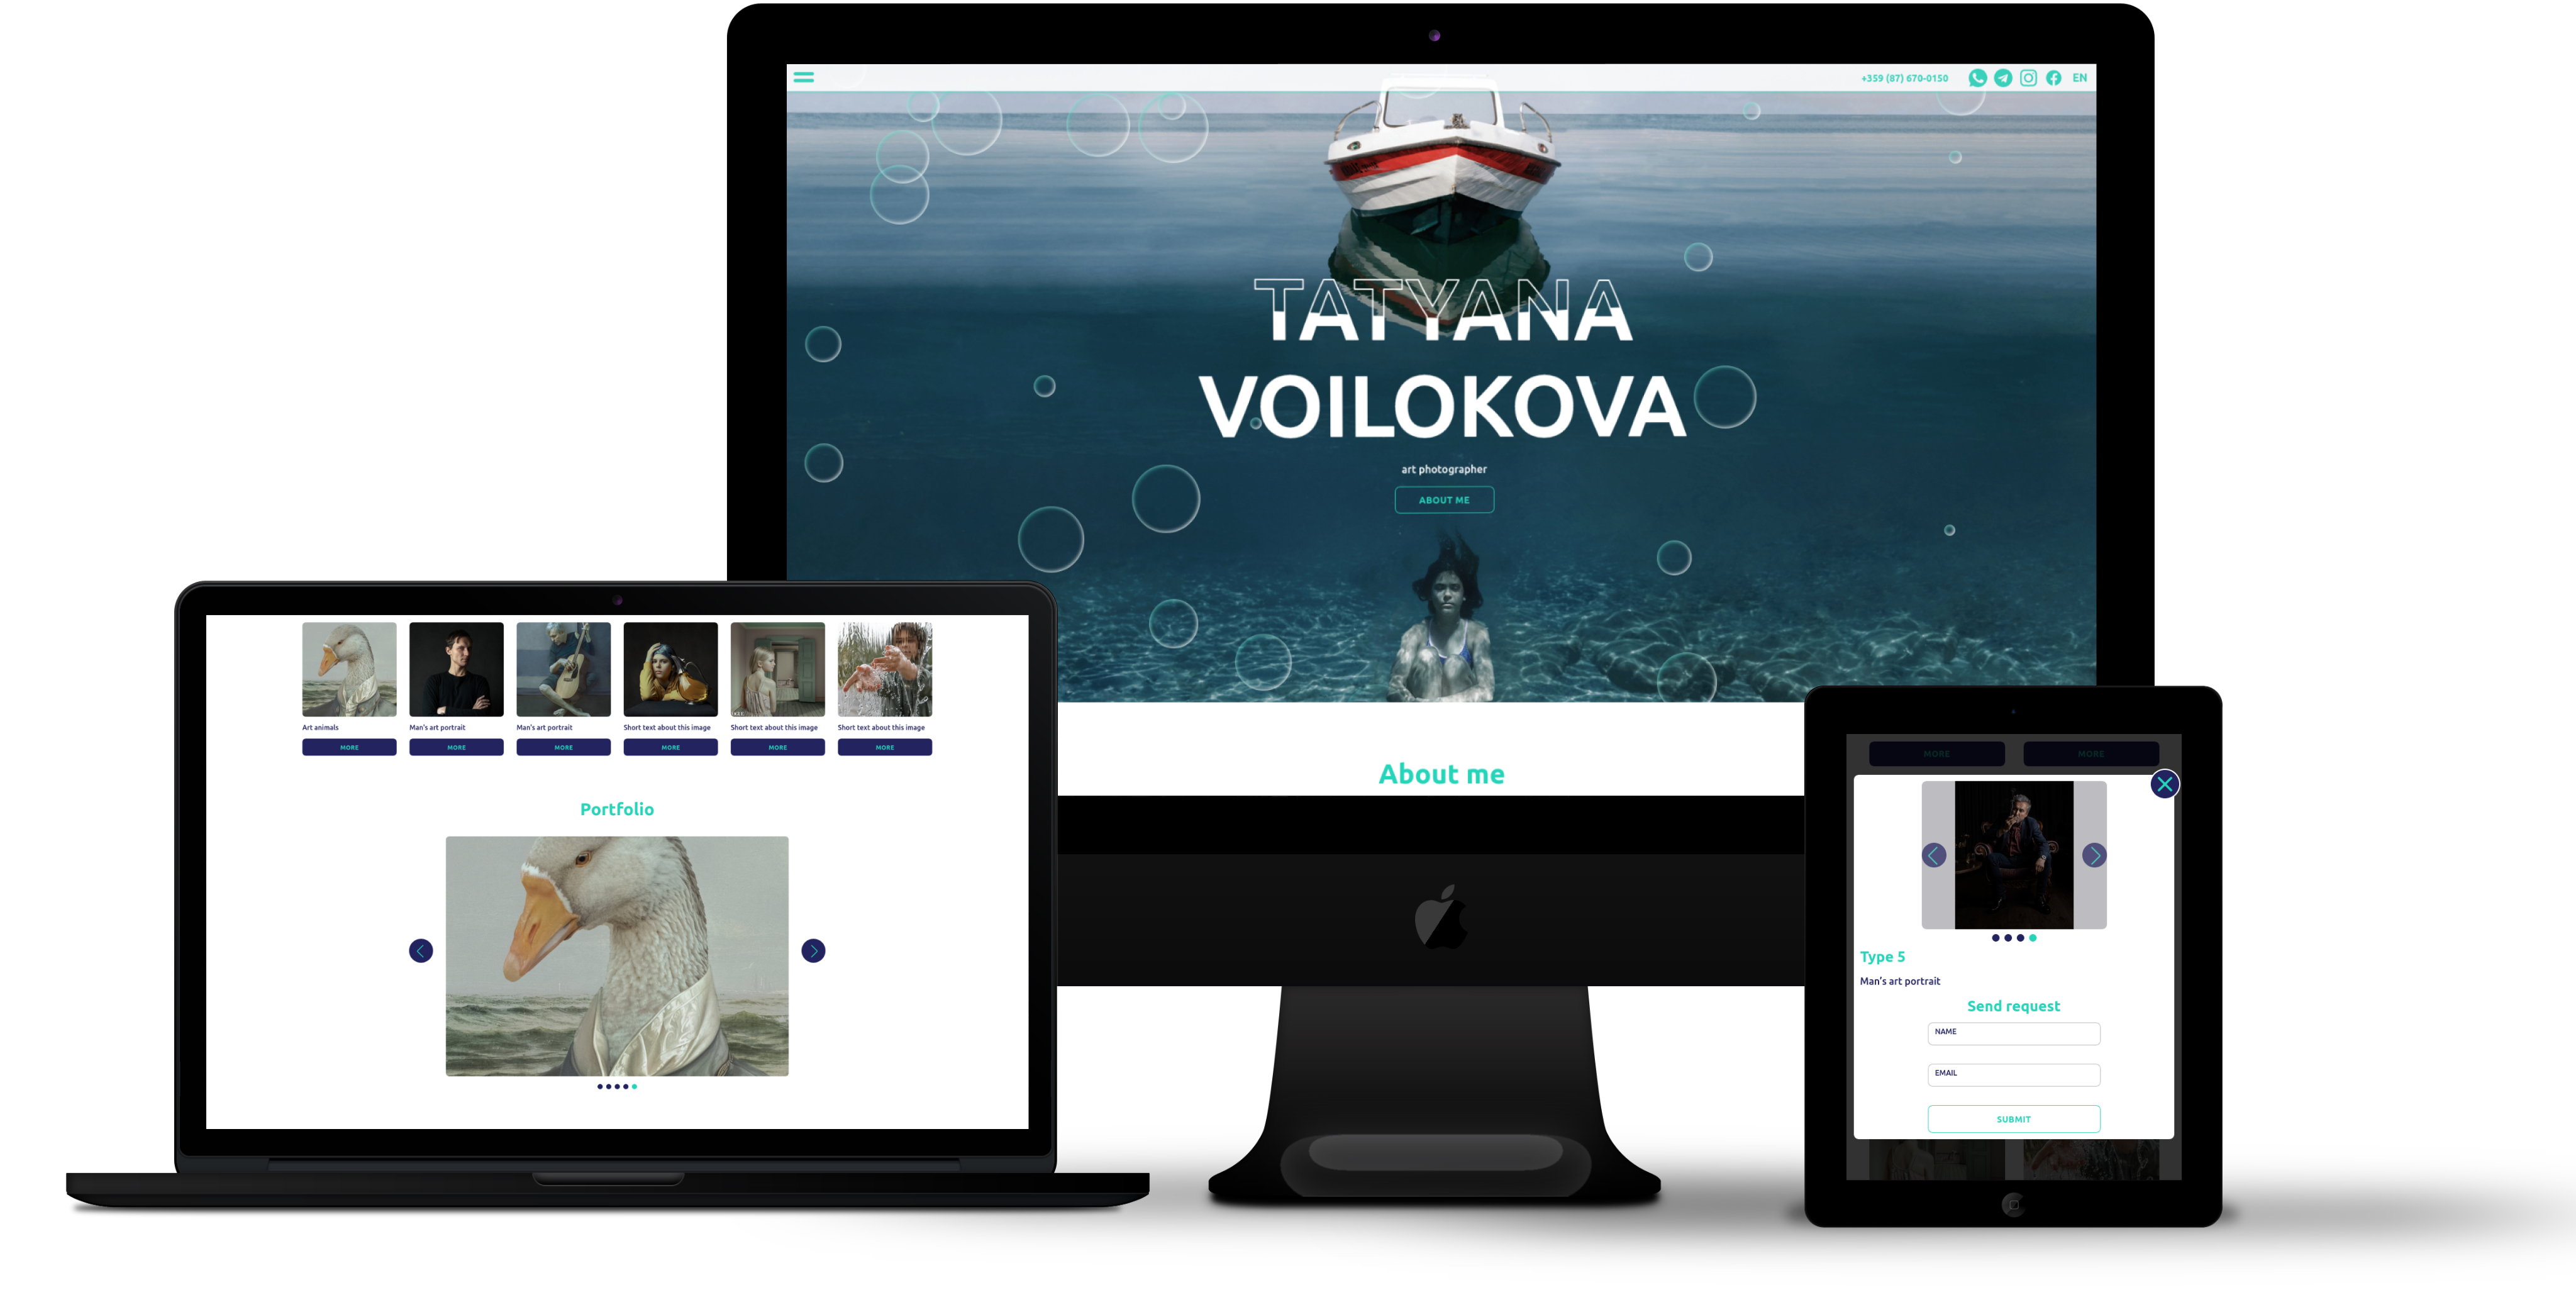 +359 (87) 670-0150 EN
TATYANA
VOILOKOVA
art photographer
ABOUT ME
About me
Art animals
MORE
Man's art portrait
MORE
Man's art portrait
MORE
Short text about this image
MORE
Short text about this image
MORE
Short text about this image
MORE
Portfolio
MORE MORE
Type 5
Man's art portrait
Send request
NAME
EMAIL
SUBMIT